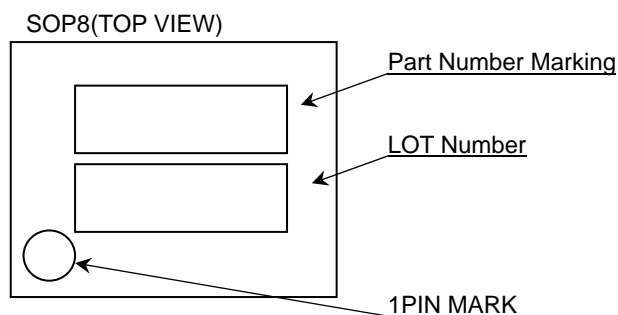 SOP8(TOP VIEW)
Part Number Marking
LOT Number
1PIN MARK